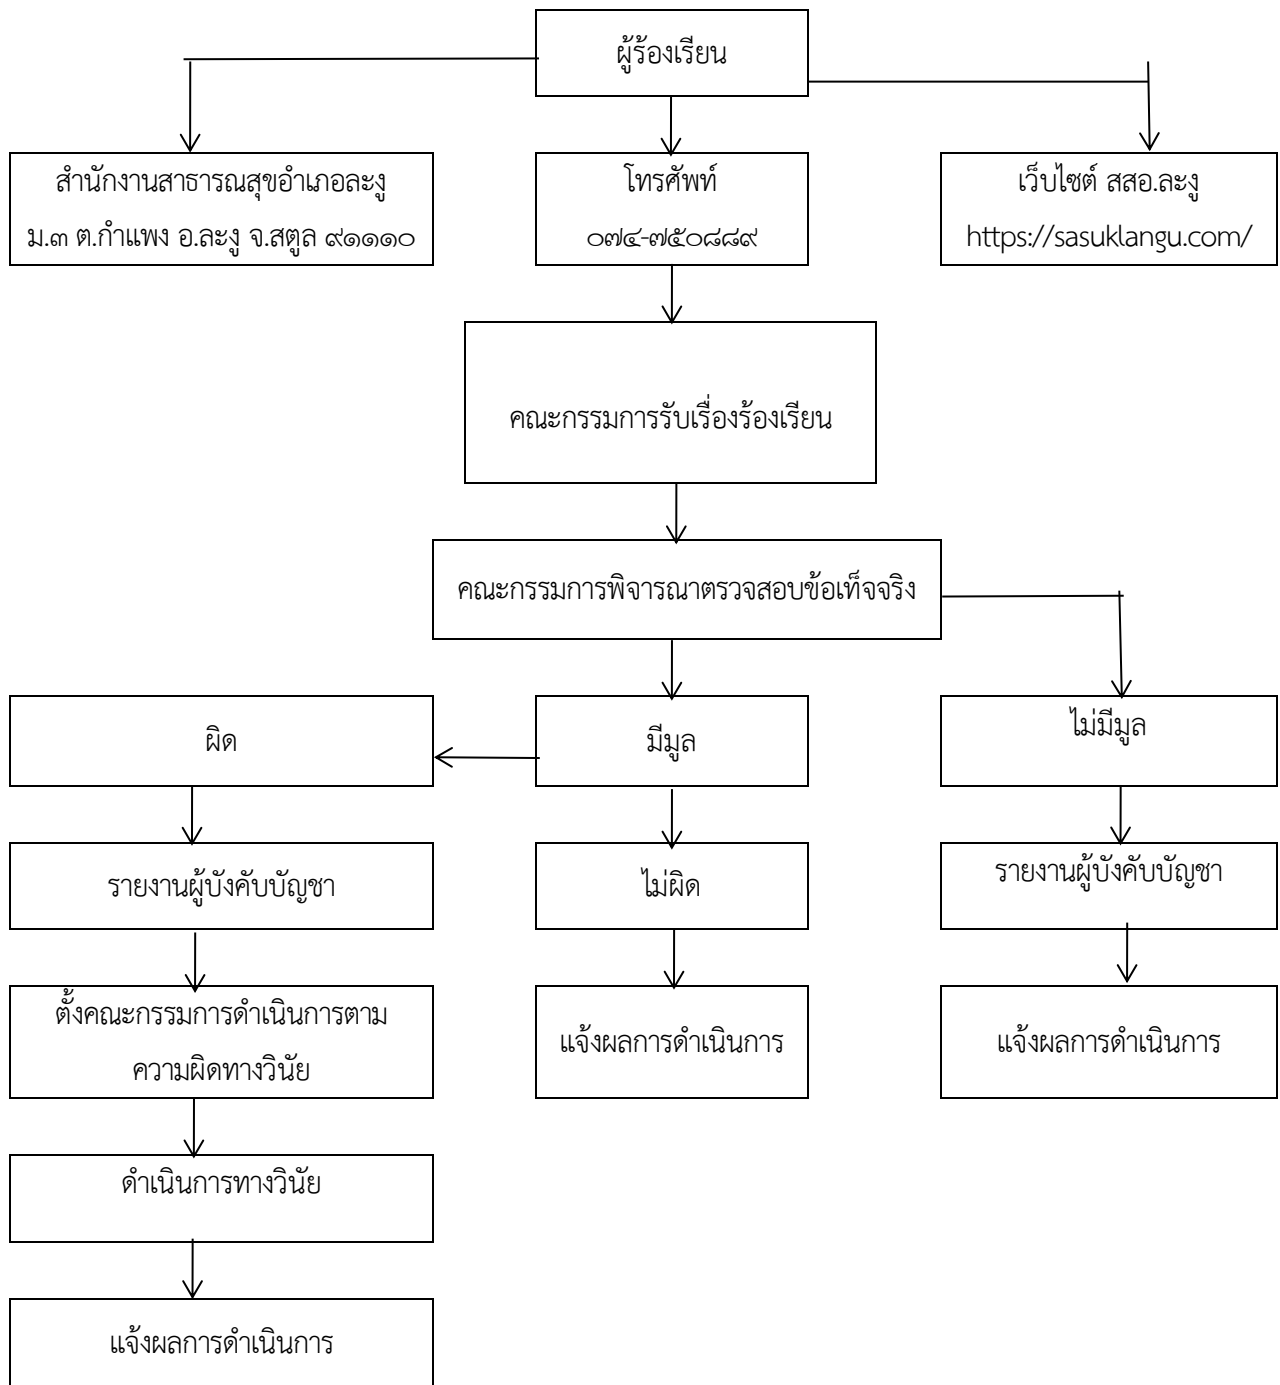 ผู้ร้องเรียน
สำนักงานสาธารณสุขอำเภอละงู
ม.๓ ต.กำแพง อ.ละงู จ.สตูล ๙๑๑๑๐
โทรศัพท์
๐๗๔-๗๕๐๘๘๙
เว็บไซต์ สสอ.ละงู
https://sasuklangu.com/
คณะกรรมการรับเรื่องร้องเรียน
คณะกรรมการพิจารณาตรวจสอบข้อเท็จจริง
ผิด
มีมูล
ไม่มีมูล
รายงานผู้บังคับบัญชา
ไม่ผิด
รายงานผู้บังคับบัญชา
ตั้งคณะกรรมการดำเนินการตาม
ความผิดทางวินัย
แจ้งผลการดำเนินการ
แจ้งผลการดำเนินการ
ดำเนินการทางวินัย
แจ้งผลการดำเนินการ